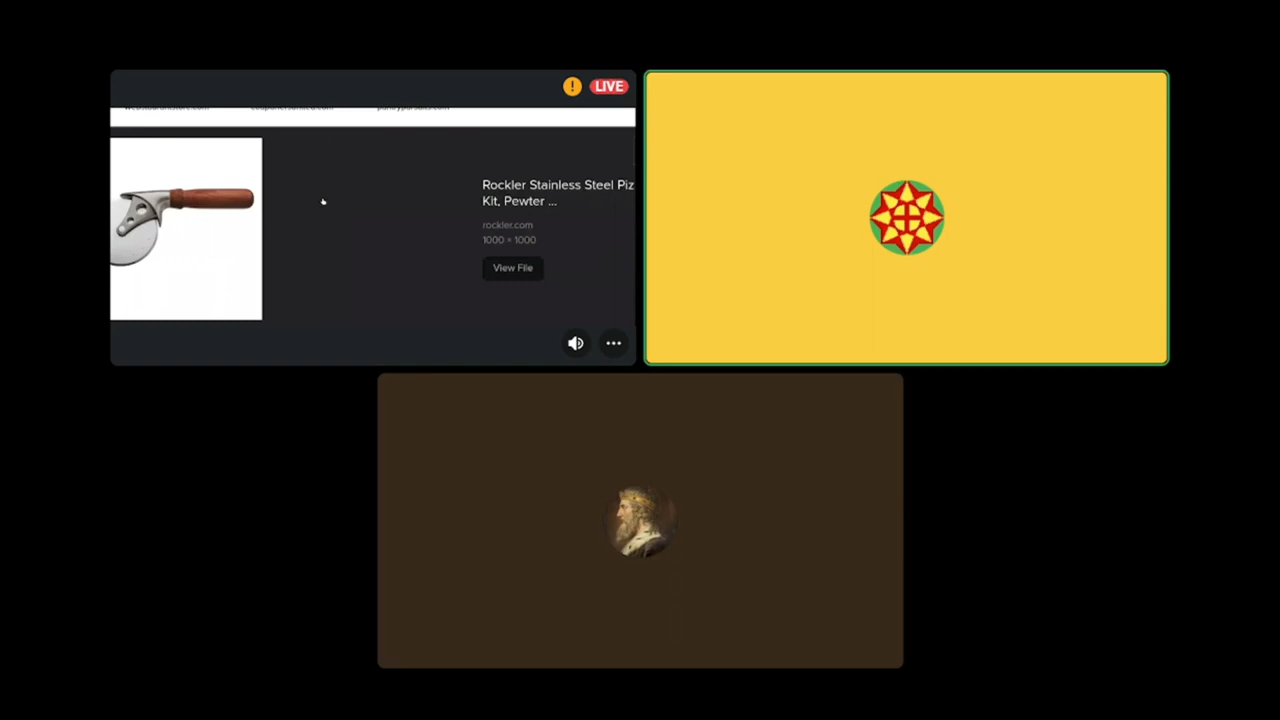 !
LIVE
Rockler Stainless Steel Piz
Kit, Pewter ...
rockler.com
1000 × 1000
View File